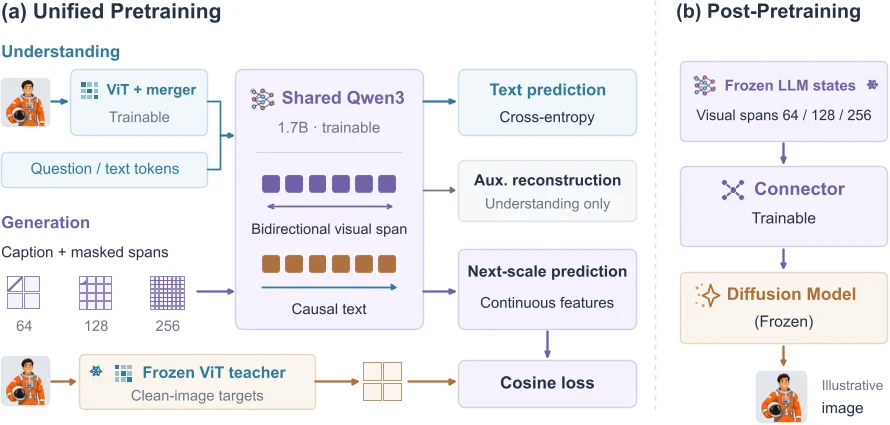 (a) Unified Pretraining
Understanding
ViT + merger
Trainable
Question / text tokens
Generation
Caption + masked spans
64
128
256
Frozen ViT teacher
Clean-image targets
Shared Qwen3
1.7B · trainable
Bidirectional visual span
Causal text
Text prediction
Cross-entropy
Aux. reconstruction
Understanding only
Next-scale prediction
Continuous features
Cosine loss
(b) Post-Pretraining
Frozen LLM states
Visual spans 64 / 128 / 256
Connector
Trainable
Diffusion Model
(Frozen)
Illustrative
image